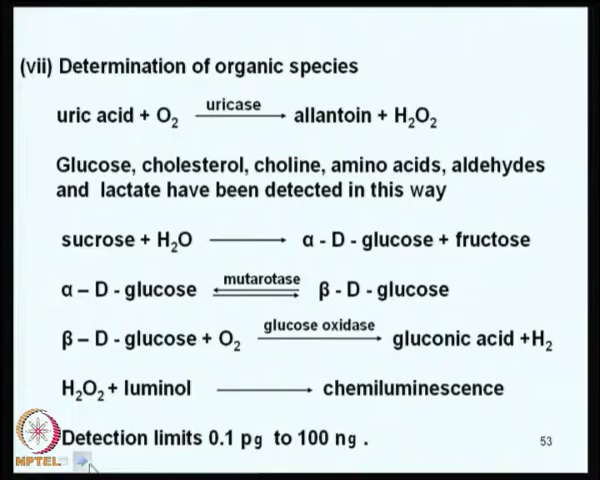 (vii) Determination of organic species
uricase
uric acid + O₂ ⟶ allantoin + H₂O₂
Glucose, cholesterol, choline, amino acids, aldehydes
and lactate have been detected in this way
sucrose + H₂O ⟶ α - D - glucose + fructose
mutarotase
α – D - glucose ⇌ β - D - glucose
glucose oxidase
β – D - glucose + O₂ ⟶ gluconic acid +H₂
H₂O₂ + luminol ⟶ chemiluminescence
Detection limits 0.1 pg to 100 ng .
53
NPTEL